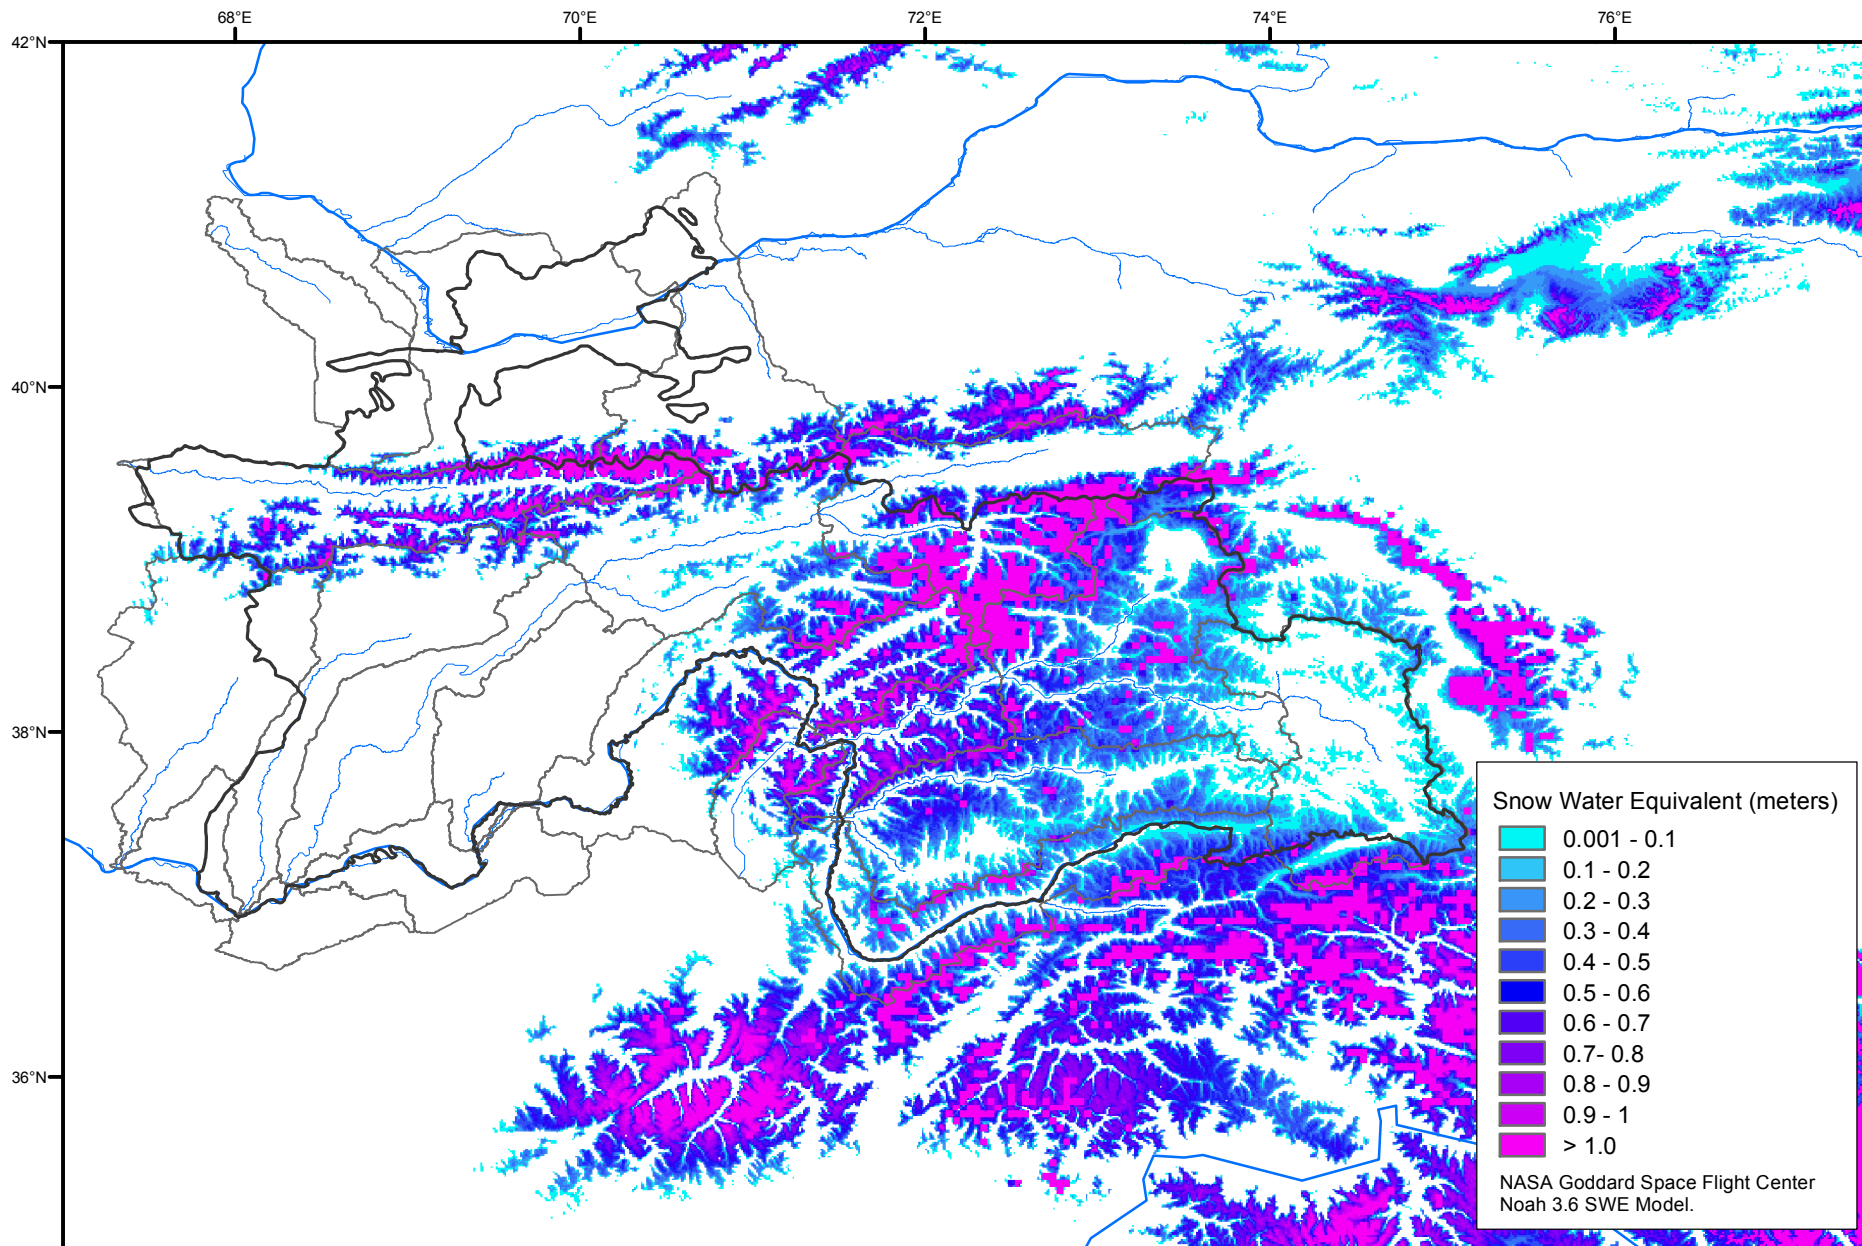 68°E 70°E 72°E 74°E 76°E
42°N
40°N
38°N
36°N
Snow Water Equivalent (meters)
0.001 - 0.1
0.1 - 0.2
0.2 - 0.3
0.3 - 0.4
0.4 - 0.5
0.5 - 0.6
0.6 - 0.7
0.7- 0.8
0.8 - 0.9
0.9 - 1
> 1.0
NASA Goddard Space Flight Center
Noah 3.6 SWE Model.